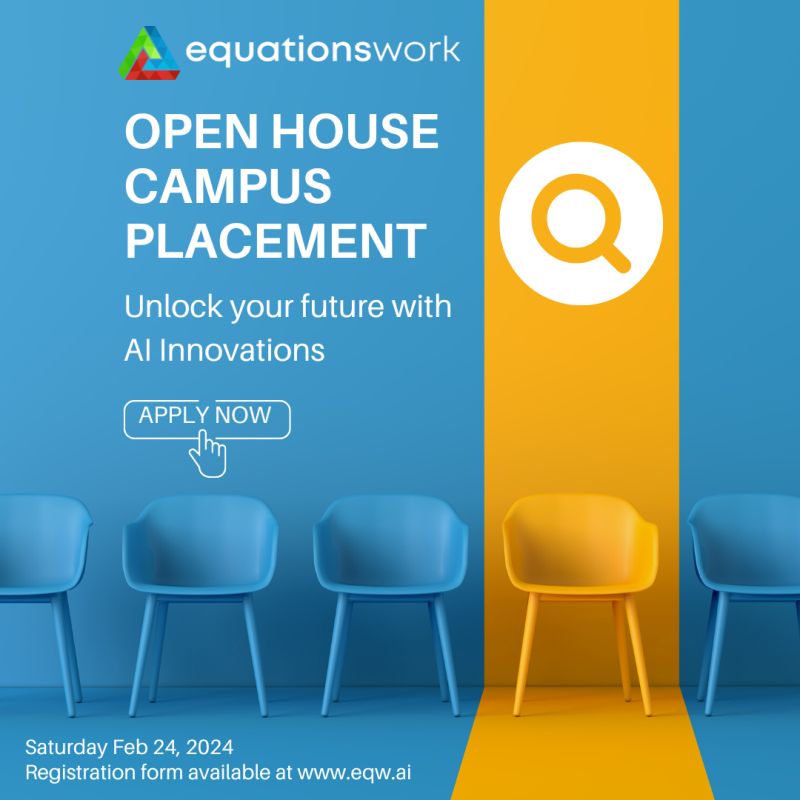 equationswork
OPEN HOUSE
CAMPUS
PLACEMENT
Unlock your future with
AI Innovations
APPLY NOW
Saturday Feb 24, 2024
Registration form available at www.eqw.ai